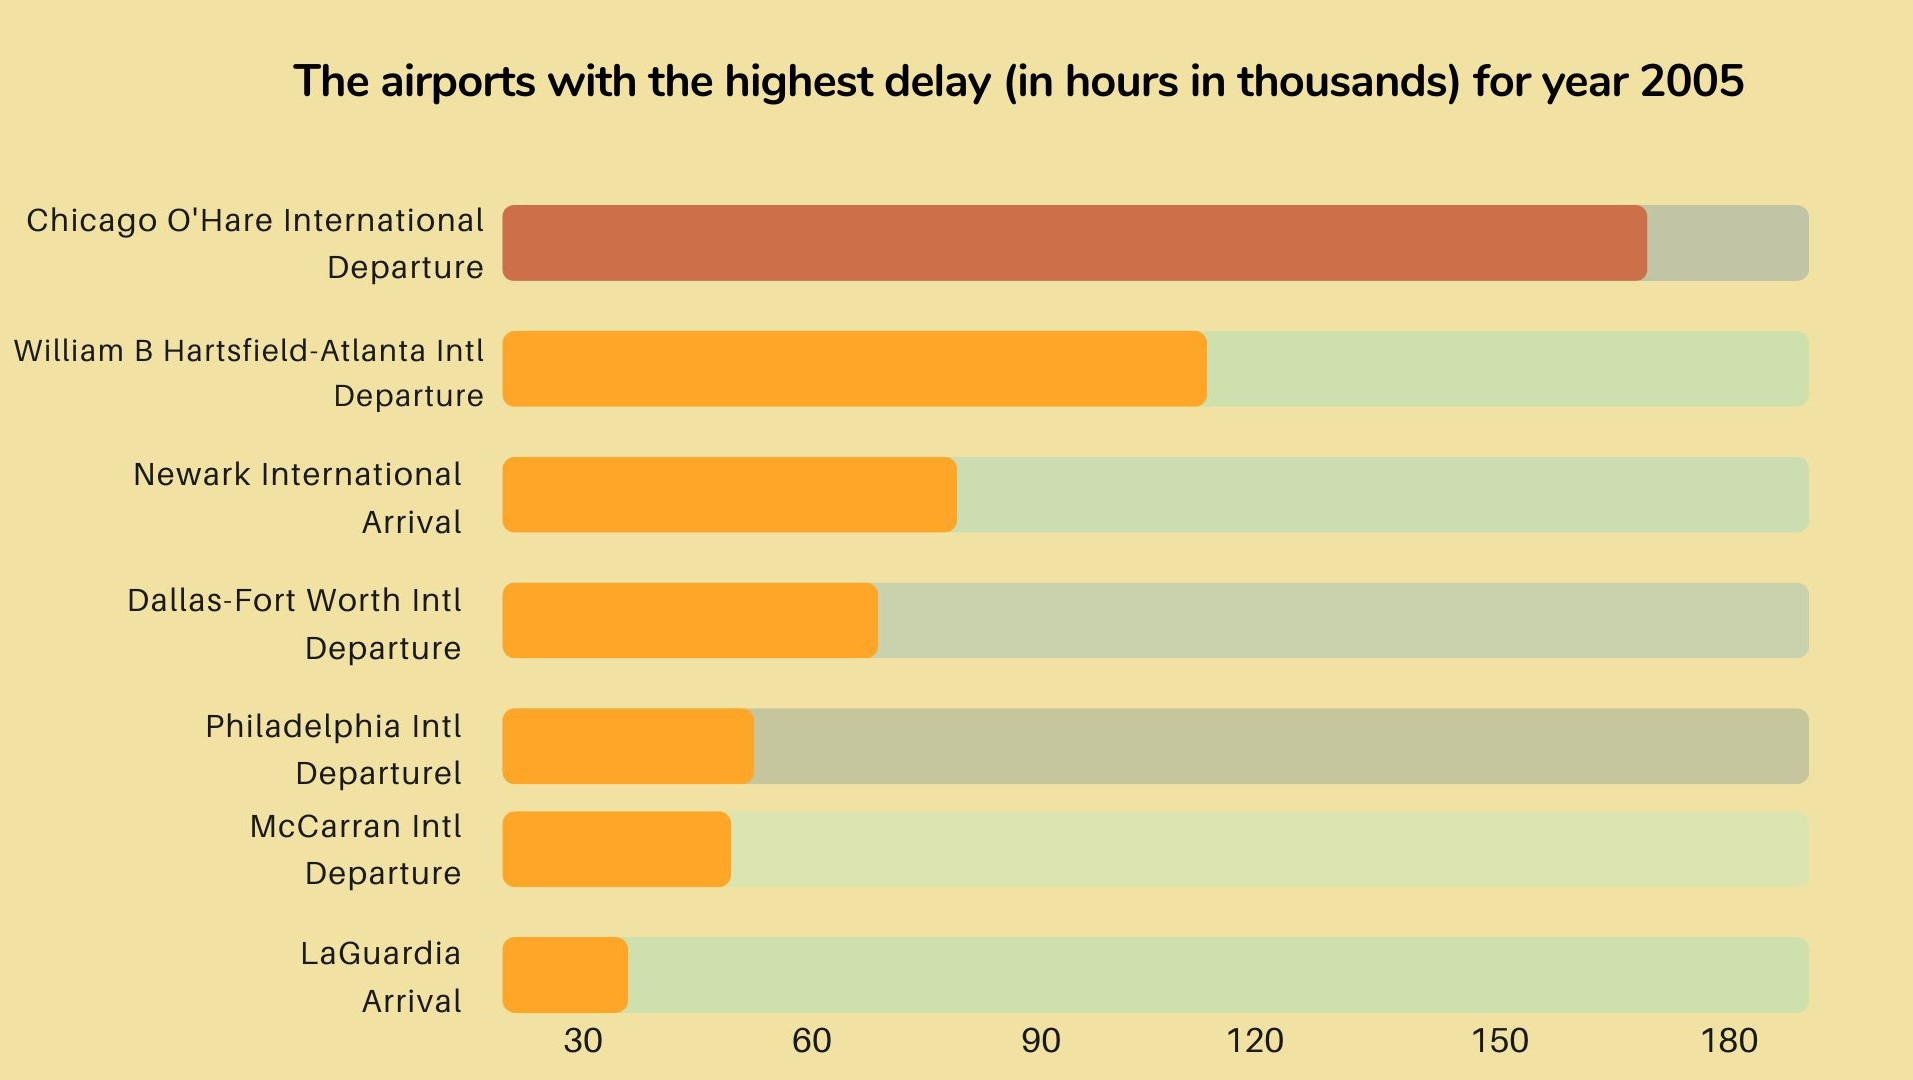 The airports with the highest delay (in hours in thousands) for year 2005
Chicago O'Hare International
Departure
William B Hartsfield-Atlanta Intl
Departure
Newark International
Arrival
Dallas-Fort Worth Intl
Departure
Philadelphia Intl
Departurel
McCarran Intl
Departure
LaGuardia
Arrival
30 60 90 120 150 180